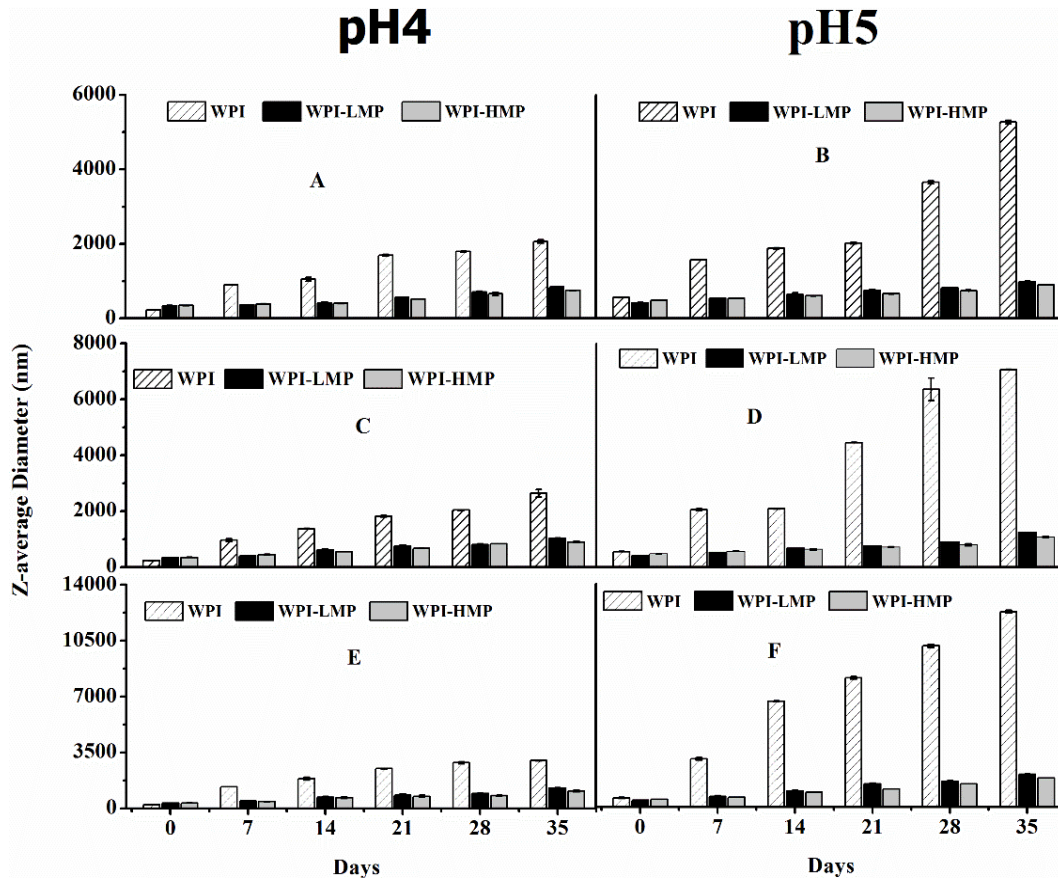 pH4 pH5
6000 WPI WPI-LMP WPI-HMP WPI WPI-LMP WPI-HMP
4000 A B
2000
0
8000 WPI WPI-LMP WPI-HMP WPI WPI-LMP WPI-HMP
6000 C D
4000
2000
0
14000 WPI WPI-LMP WPI-HMP WPI WPI-LMP WPI-HMP
10500 E F
7000
3500
0
0 7 14 21 28 35 0 7 14 21 28 35
Days Days
Z-average Diameter (nm)